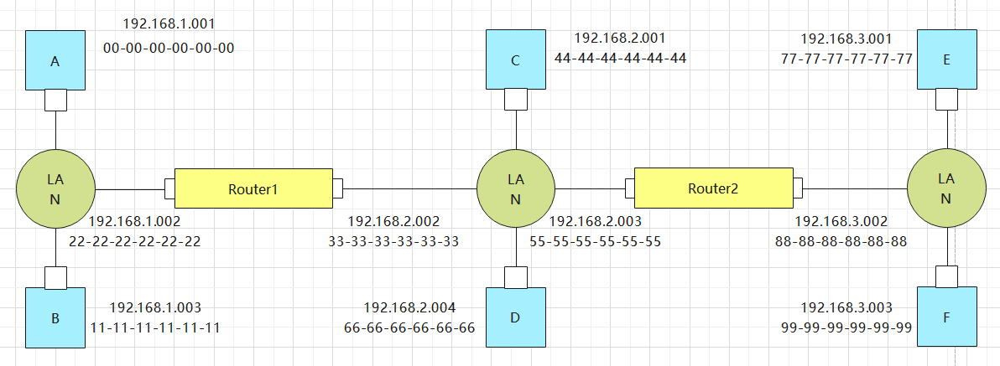 192.168.1.001
00-00-00-00-00-00
A
192.168.2.001
44-44-44-44-44-44
C
192.168.3.001
77-77-77-77-77-77
E
LA
N
Router1
LA
N
Router2
LA
N
192.168.1.002
22-22-22-22-22-22
192.168.2.002
33-33-33-33-33-33
192.168.2.003
55-55-55-55-55-55
192.168.3.002
88-88-88-88-88-88
B
192.168.1.003
11-11-11-11-11-11
192.168.2.004
66-66-66-66-66-66
D
192.168.3.003
99-99-99-99-99-99
F